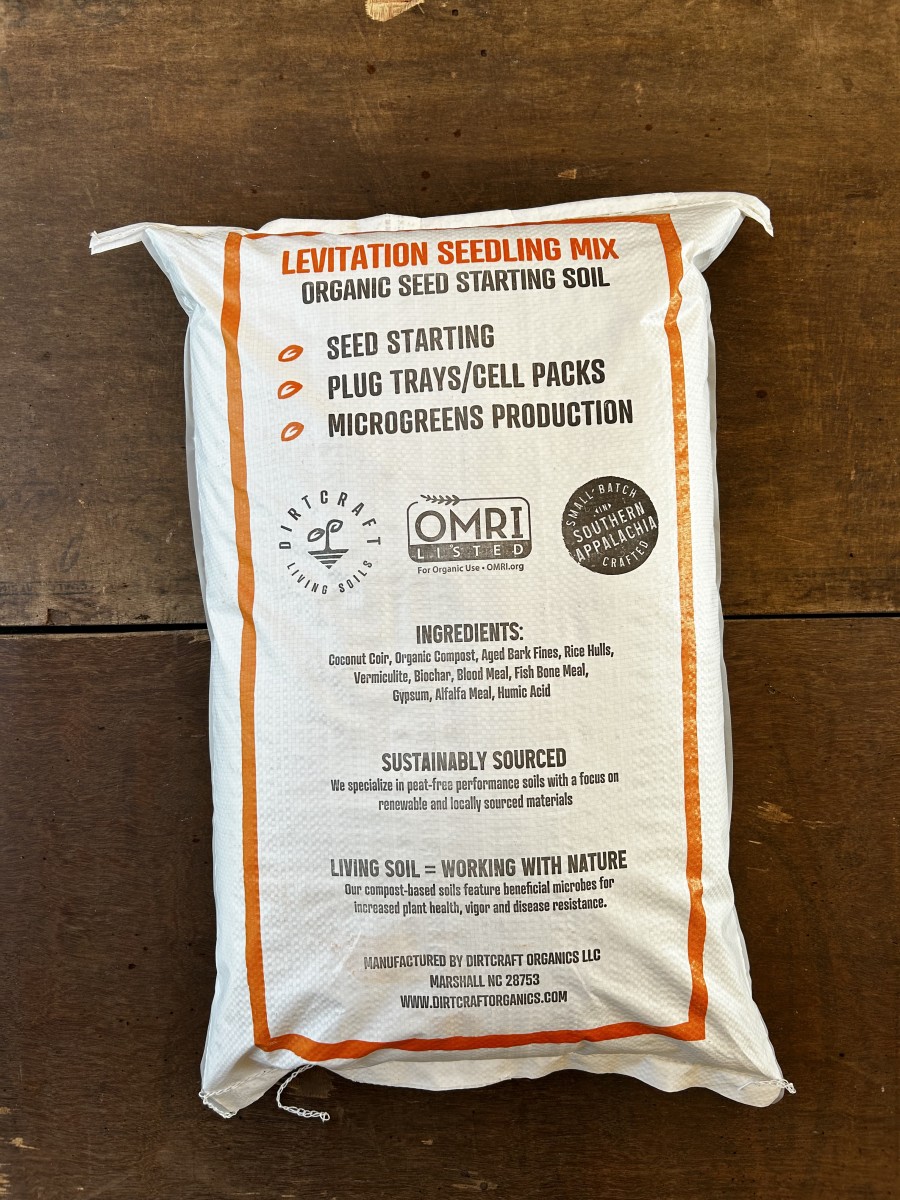 LEVITATION SEEDLING MIX
ORGANIC SEED STARTING SOIL
SEED STARTING
PLUG TRAYS/CELL PACKS
MICROGREENS PRODUCTION
DIRTCRAFT
LIVING SOILS
OMRI
LISTED
For Organic Use • OMRI.org
SMALL-BATCH
IN
SOUTHERN
APPALACHIA
CRAFTED
INGREDIENTS:
Coconut Coir, Organic Compost, Aged Bark Fines, Rice Hulls,
Vermiculite, Biochar, Blood Meal, Fish Bone Meal,
Gypsum, Alfalfa Meal, Humic Acid
SUSTAINABLY SOURCED
We specialize in peat-free performance soils with a focus on
renewable and locally sourced materials
LIVING SOIL = WORKING WITH NATURE
Our compost-based soils feature beneficial microbes for
increased plant health, vigor and disease resistance.
MANUFACTURED BY DIRTCRAFT ORGANICS LLC
MARSHALL NC 28753
WWW.DIRTCRAFTORGANICS.COM